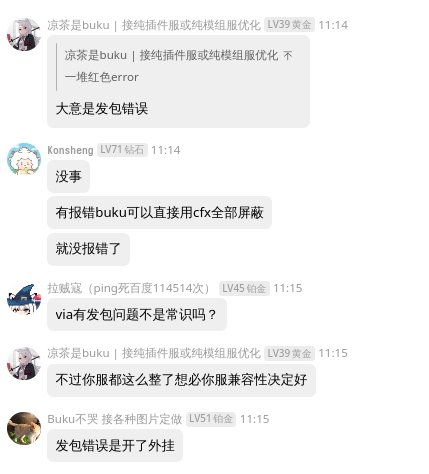 凉茶是buku | 接纯插件服或纯模组服优化 LV39 黄金 11:14
凉茶是buku | 接纯插件服或纯模组服优化
一堆红色error
大意是发包错误
Konsheng LV71 钻石 11:14
没事
有报错buku可以直接用cfx全部屏蔽
就没报错了
拉贼寇（ping死百度114514次） LV45 铂金 11:15
via有发包问题不是常识吗？
凉茶是buku | 接纯插件服或纯模组服优化 LV39 黄金 11:15
不过你服都这么整了想必你服兼容性决定好
Buku不哭 接各种图片定做 LV51 铂金 11:15
发包错误是开了外挂